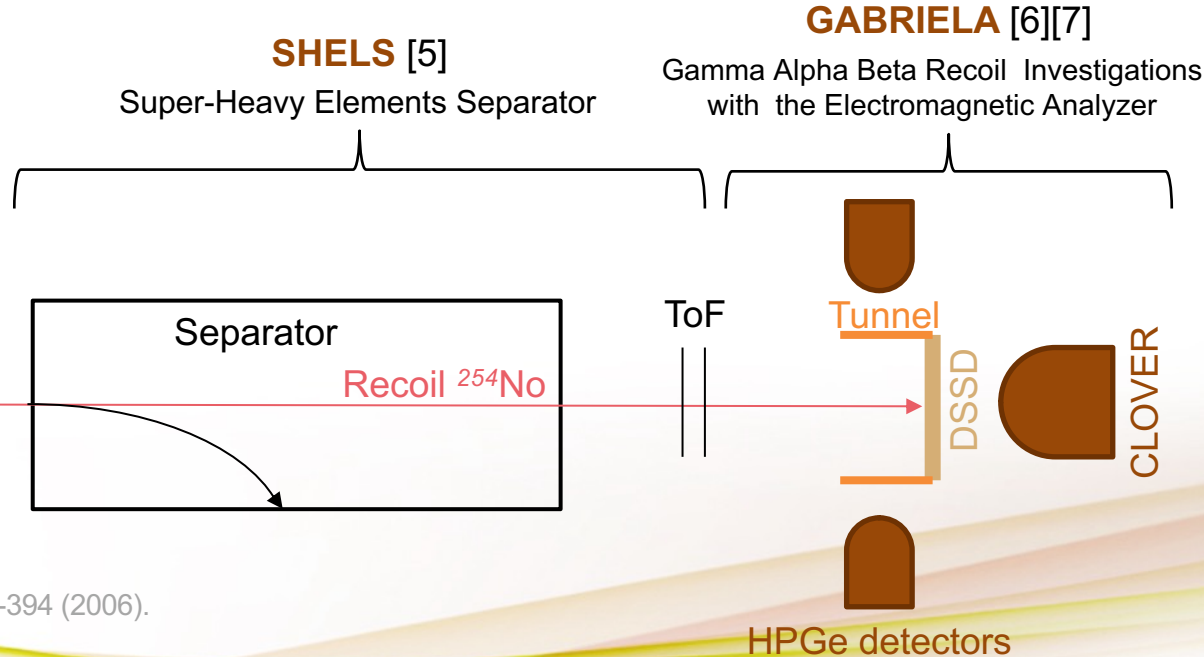 SHELS [5]
Super-Heavy Elements Separator
GABRIELA [6][7]
Gamma Alpha Beta Recoil Investigations
with the Electromagnetic Analyzer
Separator
Recoil ²⁵⁴No
ToF
Tunnel
DSSD
CLOVER
HPGe detectors
-394 (2006).